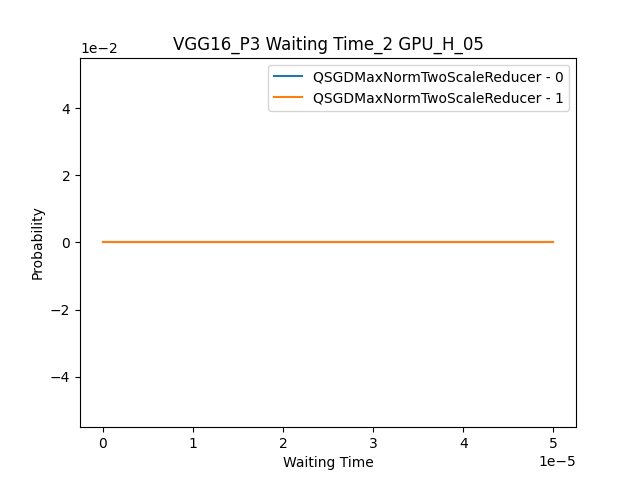 VGG16_P3 Waiting Time_2 GPU_H_05
1e−2
QSGDMaxNormTwoScaleReducer - 0
QSGDMaxNormTwoScaleReducer - 1
4
2
0
−2
−4
Probability
0 1 2 3 4 5
1e−5
Waiting Time